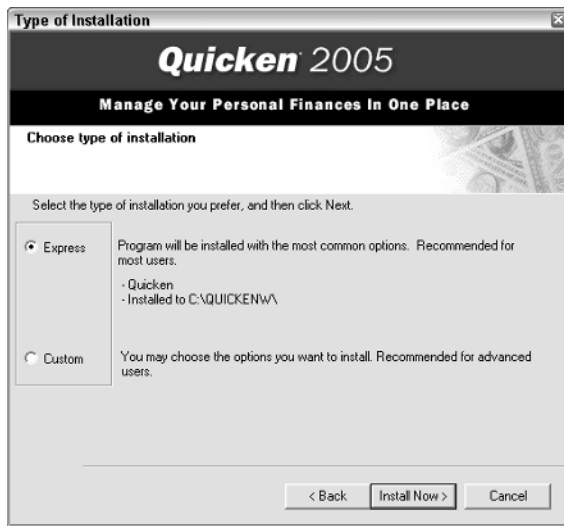 Type of Installation
Quicken 2005
Manage Your Personal Finances In One Place
Choose type of installation
Select the type of installation you prefer, and then click Next.
Express
Program will be installed with the most common options. Recommended for
most users.
- Quicken
- Installed to C:\QUICKENW\
Custom
You may choose the options you want to install. Recommended for advanced
users.
< Back
Install Now >
Cancel